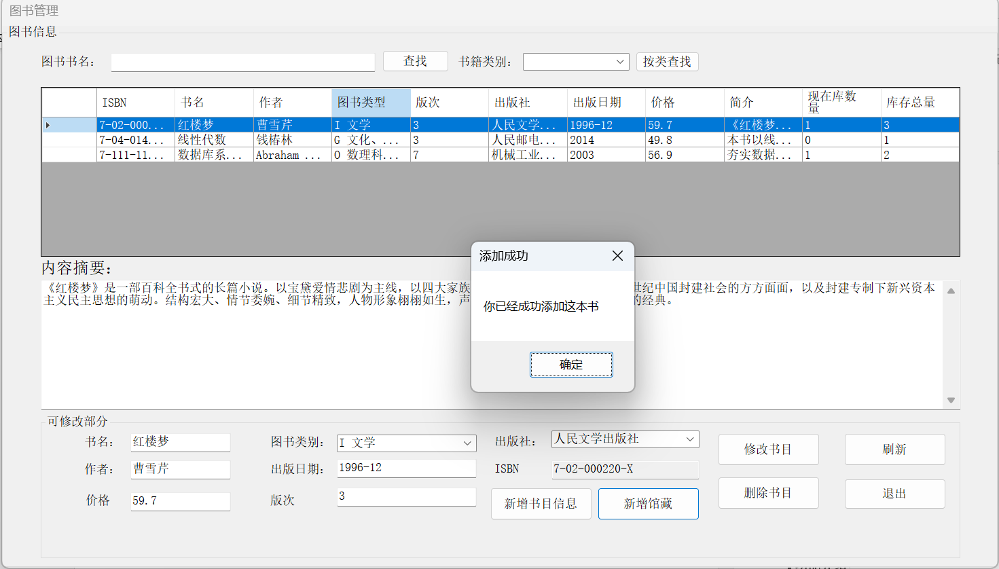 图书管理
图书信息
图书书名： 查找 书籍类别： 按类查找
ISBN 书名 作者 图书类型 版次 出版社 出版日期 价格 简介 现在库数量 库存总量
7-02-000... 红楼梦 曹雪芹 I 文学 3 人民文学... 1996-12 59.7 《红楼梦... 1 3
7-04-014... 线性代数 钱椿林 G 文化、... 3 人民邮电... 2014 49.8 本书以线... 0 1
7-111-11... 数据库系... Abraham ... O 数理科... 7 机械工业... 2003 56.9 夯实数据... 1 2
内容摘要：
《红楼梦》是一部百科全书式的长篇小说。以宝黛爱情悲剧为主线，以四大家族 世纪中国封建社会的方方面面，以及封建专制下新兴资本
主义民主思想的萌动。结构宏大、情节委婉、细节精致，人物形象栩栩如生，声 的经典。
添加成功
你已经成功添加这本书
确定
可修改部分
书名： 红楼梦 图书类别： I 文学 出版社： 人民文学出版社 修改书目 刷新
作者： 曹雪芹 出版日期： 1996-12 ISBN 7-02-000220-X
价格 59.7 版次 3 新增书目信息 新增馆藏 删除书目 退出